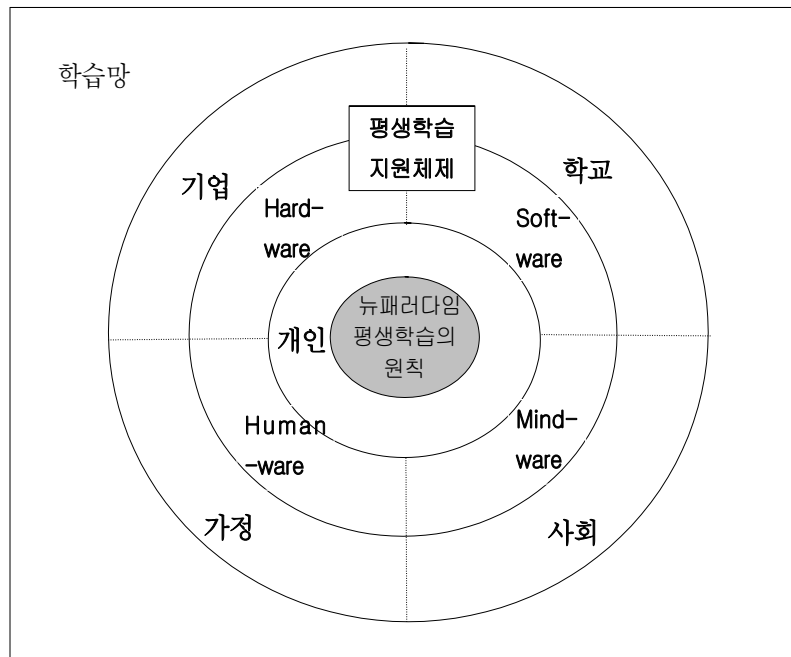 학습망
평생학습
지원체제
기업
학교
Hard-
ware
Soft-
ware
뉴패러다임
평생학습의
원칙
개인
Human
-ware
Mind-
ware
가정
사회